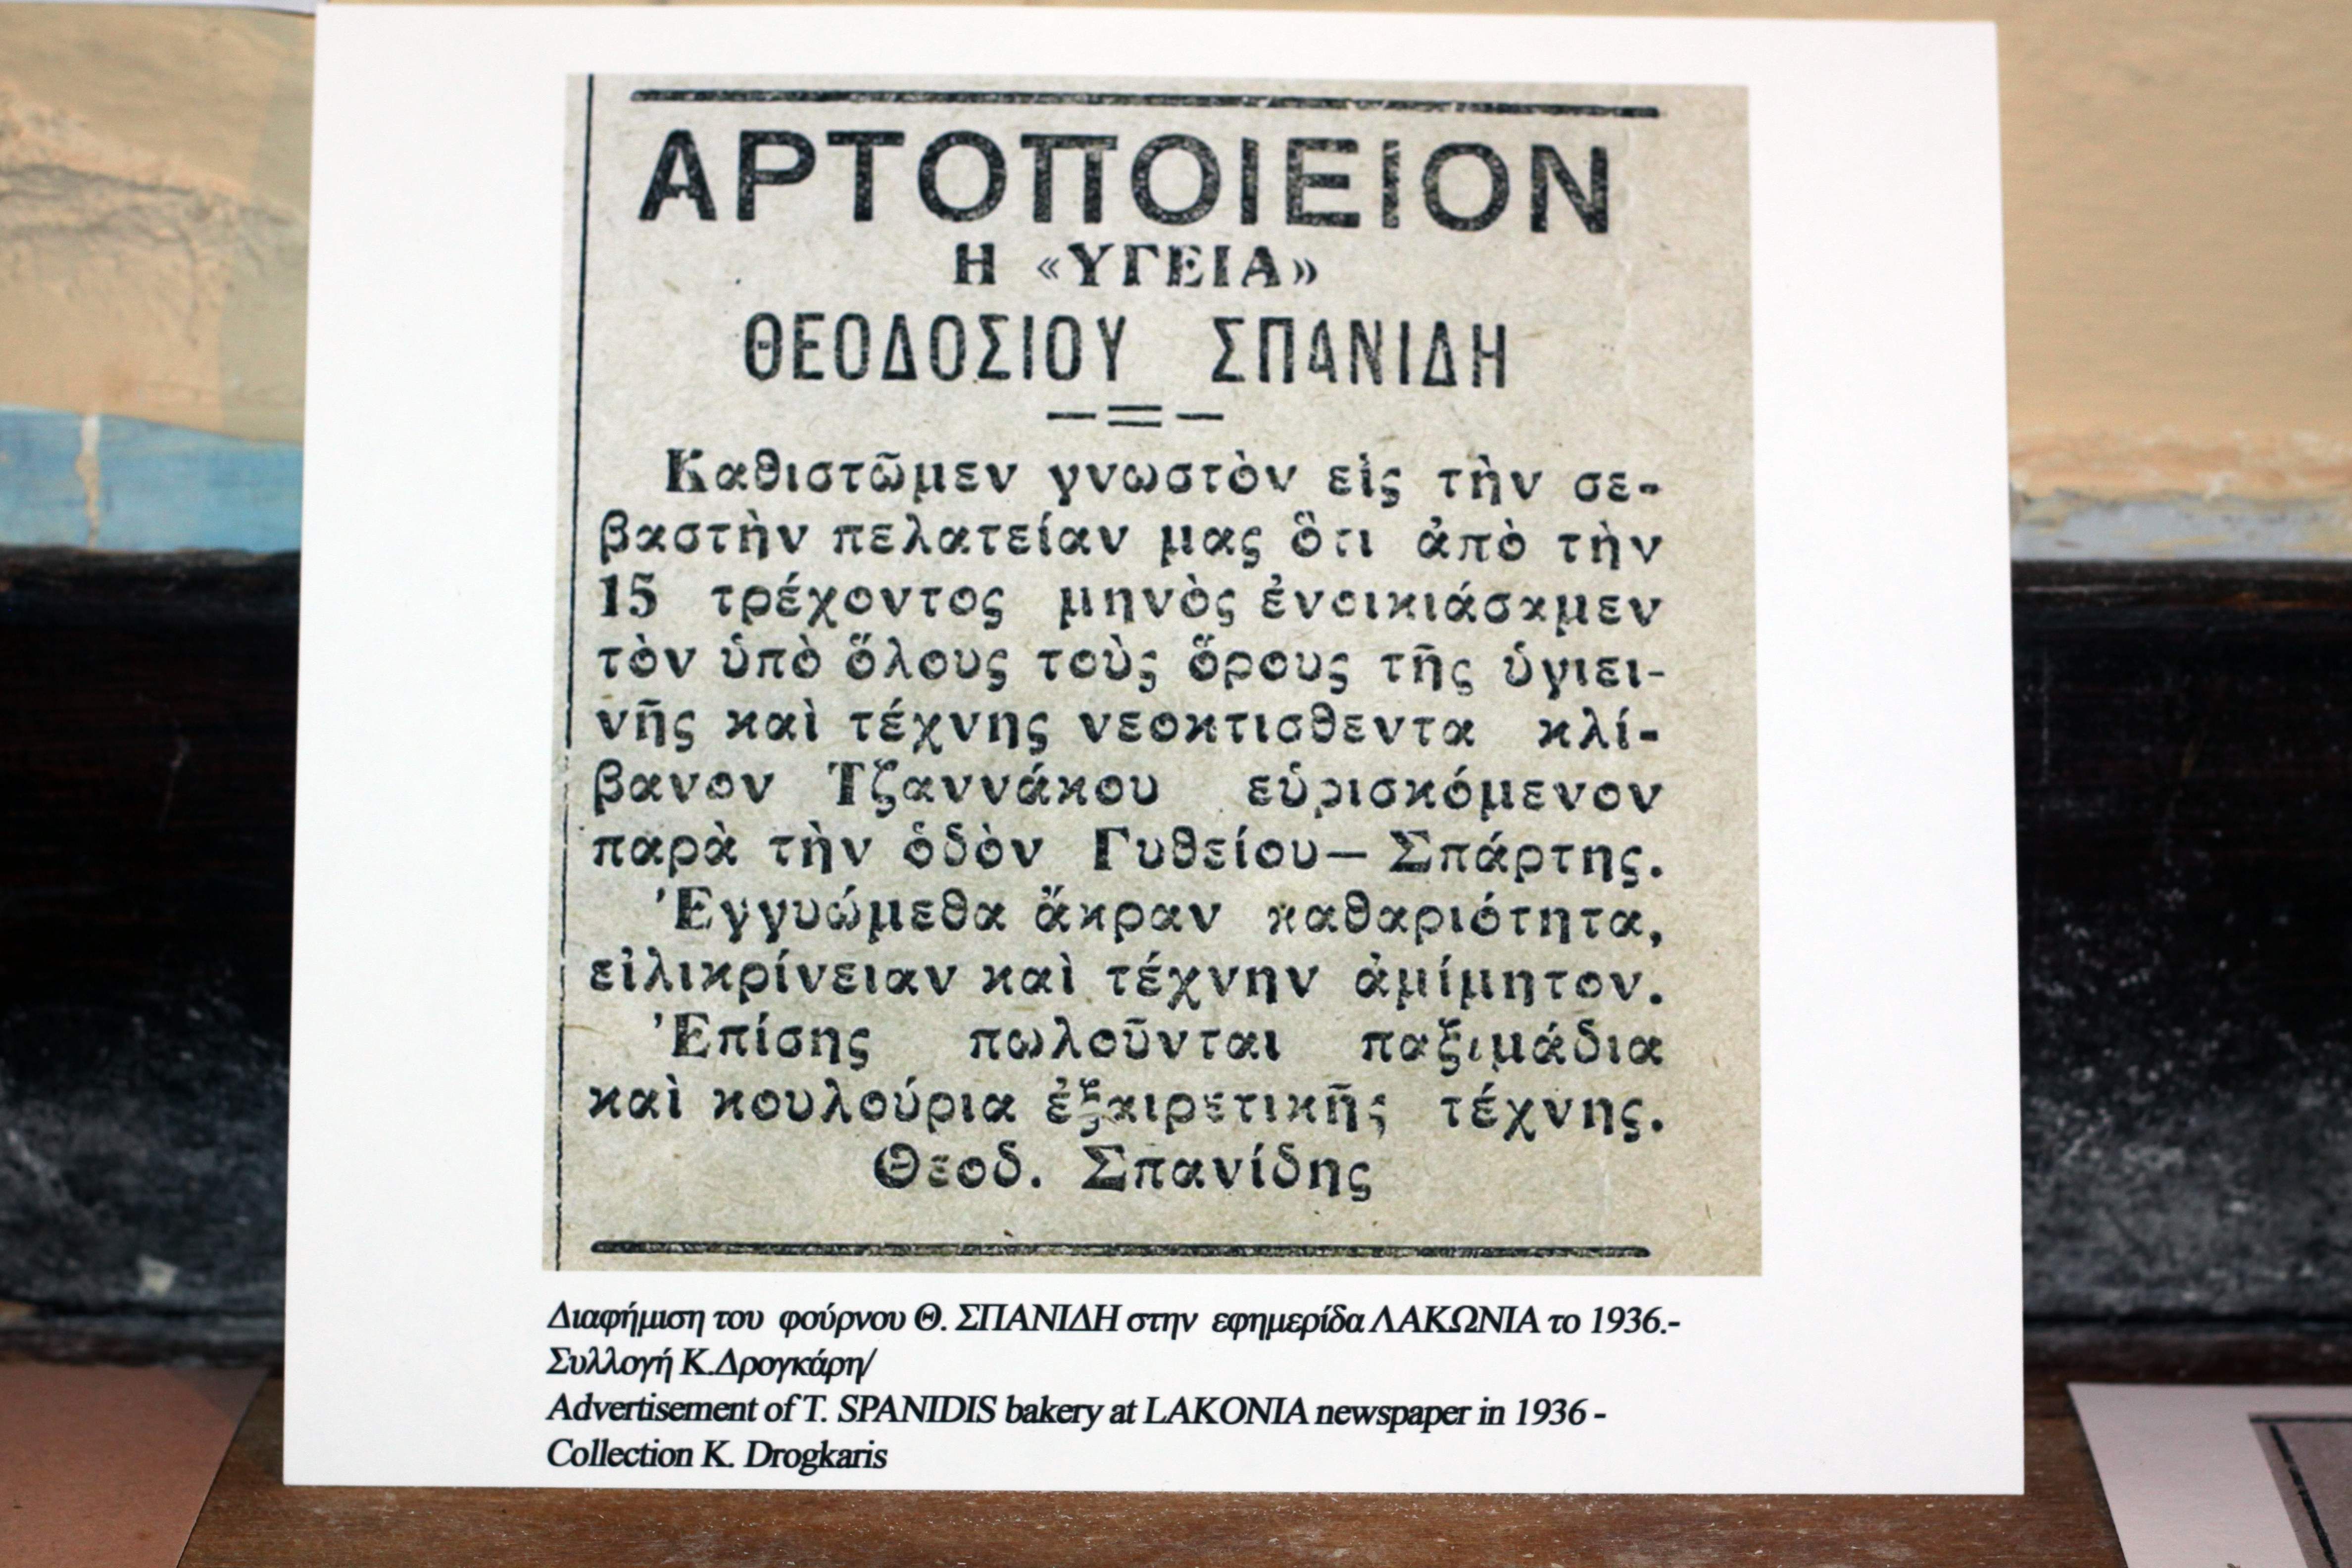 ΑΡΤΟΠΟΙΕΙΟΝ
Η «ΥΓΕΙΑ»
ΘΕΟΔΟΣΙΟΥ ΣΠΑΝΙΔΗ
Καθιστῶμεν γνωστὸν εἰς τὴν σε-
βαστὴν πελατείαν μας ὅτι ἀπὸ τὴν
15 τρέχοντος μηνὸς ἐνοικιάσαμεν
τὸν ὑπὸ ὅλους τοὺς ὅρους τῆς ὑγιει-
νῆς καὶ τέχνης νεοκτισθεντα κλί-
βανον Τζαννάκου εὑρισκόμενον
παρὰ τὴν ὁδὸν Γυθείου— Σπάρτης.
Ἐγγυώμεθα ἄκραν καθαριότητα,
εἰλικρίνειαν καὶ τέχνην ἀμίμητον.
Ἐπίσης πωλοῦνται παξιμάδια
καὶ κουλούρια ἐξαιρετικῆς τέχνης.
Θεοδ. Σπανίδης
Διαφήμιση του φούρνου Θ. ΣΠΑΝΙΔΗ στην εφημερίδα ΛΑΚΩΝΙΑ το 1936.-
Συλλογή Κ.Δρογκάρη/
Advertisement of T. SPANIDIS bakery at LAKONIA newspaper in 1936 -
Collection K. Drogkaris